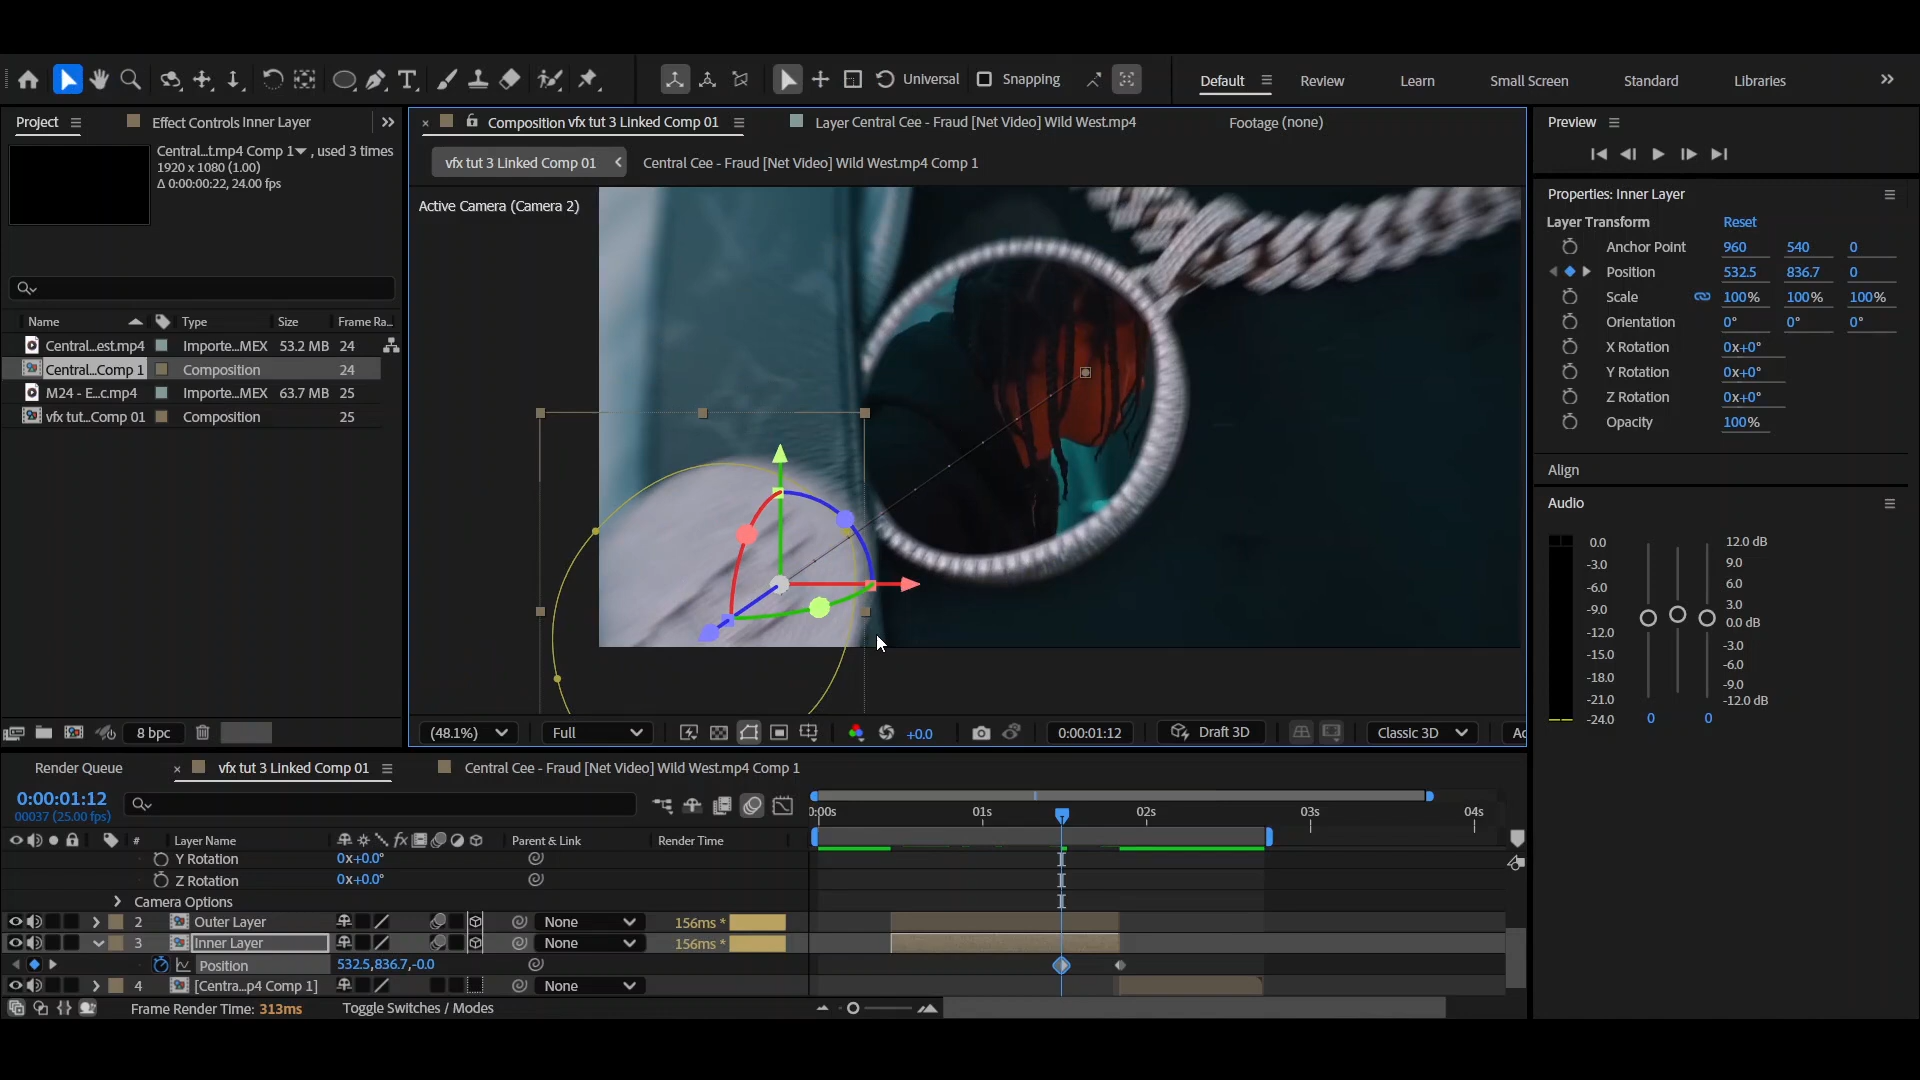 Universal
Snapping
Default
Review
Learn
Small Screen
Standard
Libraries
Project
Effect Controls Inner Layer
Composition vfx tut 3 Linked Comp 01
Layer Central Cee - Fraud [Net Video] Wild West.mp4
Footage (none)
Preview
Central...t.mp4 Comp 1 , used 3 times
1920 x 1080 (1.00)
Δ 0:00:00:22, 24.00 fps
vfx tut 3 Linked Comp 01
Central Cee - Fraud [Net Video] Wild West.mp4 Comp 1
Active Camera (Camera 2)
Properties: Inner Layer
Layer Transform Reset
Anchor Point 960 540 0
Position 532.5 836.7 0
Scale 100% 100% 100%
Orientation 0° 0° 0°
X Rotation 0x+0°
Y Rotation 0x+0°
Z Rotation 0x+0°
Opacity 100%
Align
Audio
0.0 12.0 dB
-3.0 9.0
-6.0 6.0
-9.0 3.0
0.0 dB
-12.0
-3.0
-15.0
-6.0
-18.0
-9.0
-21.0
-12.0 dB
-24.0
0 0
Name Type Size Frame Ra...
Central...est.mp4 Importe...MEX 53.2 MB 24
Central...Comp 1 Composition 24
M24 - E...c.mp4 Importe...MEX 63.7 MB 25
vfx tut...Comp 01 Composition 25
8 bpc
(48.1%) Full +0.0 0:00:01:12 Draft 3D Classic 3D Ac
Render Queue
vfx tut 3 Linked Comp 01
Central Cee - Fraud [Net Video] Wild West.mp4 Comp 1
0:00:01:12
00037 (25.00 fps)
):00s 01s 02s 03s 04s
# Layer Name fx Parent & Link Render Time
Y Rotation 0x+0.0°
Z Rotation 0x+0.0°
Camera Options
2 Outer Layer None 156ms *
3 Inner Layer None 156ms *
Position 532.5,836.7,-0.0
4 [Centra...p4 Comp 1] None
Frame Render Time: 313ms Toggle Switches / Modes